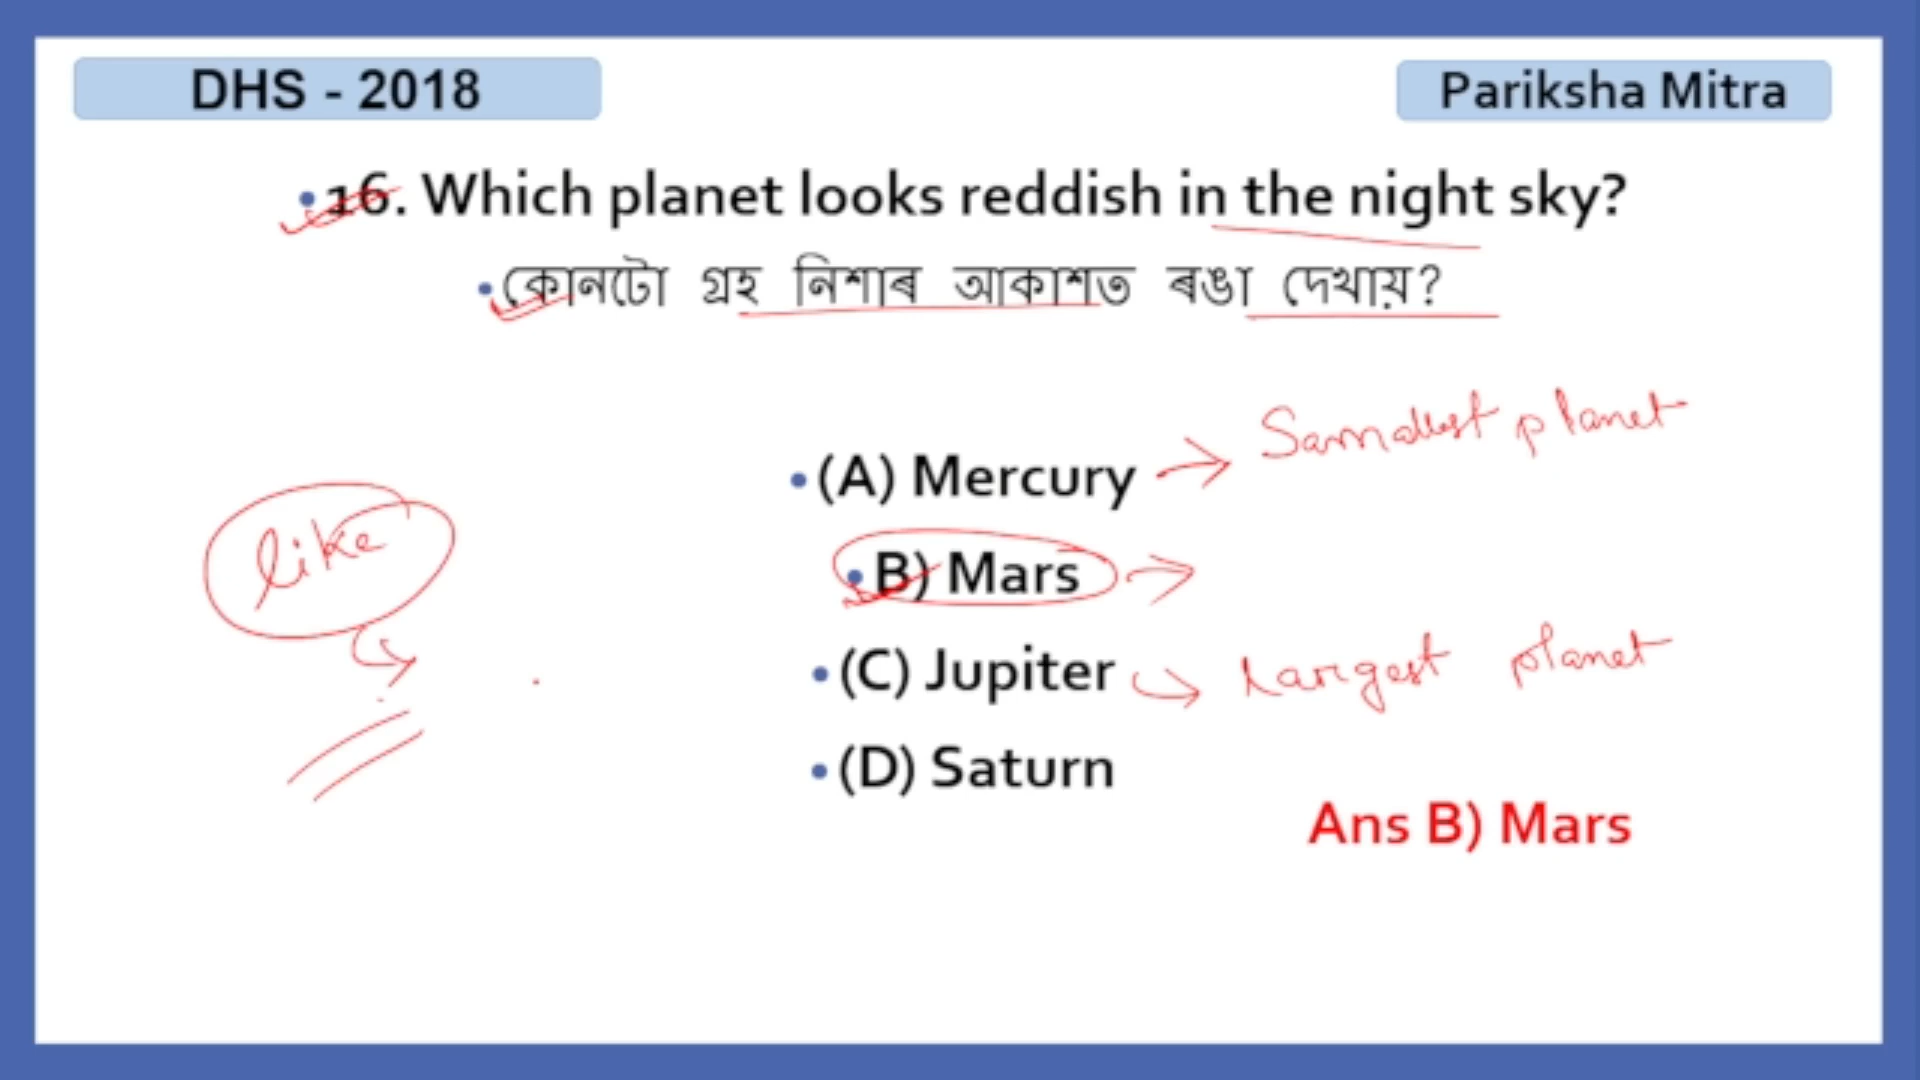 DHS - 2018
Pariksha Mitra
•16. Which planet looks reddish in the night sky?
•কোনটো গ্ৰহ নিশাৰ আকাশত ৰঙা দেখায়?
•(A) Mercury → Samallest planet
•B) Mars →
•(C) Jupiter → Largest planet
•(D) Saturn
like
Ans B) Mars